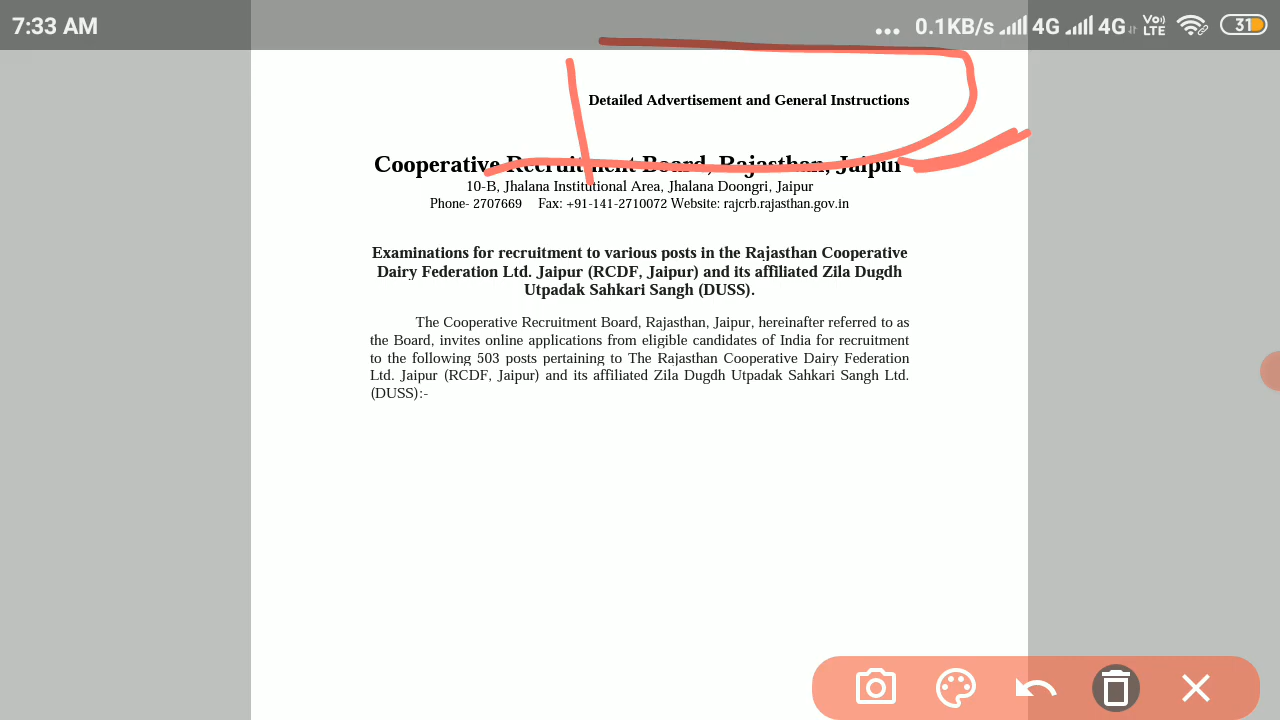 7:33 AM
... 0.1KB/s 4G 4G Vo) LTE 31
Detailed Advertisement and General Instructions
Cooperative Recruitment Board, Rajasthan, Jaipur
10-B, Jhalana Institutional Area, Jhalana Doongri, Jaipur
Phone- 2707669 Fax: +91-141-2710072 Website: rajcrb.rajasthan.gov.in
Examinations for recruitment to various posts in the Rajasthan Cooperative
Dairy Federation Ltd. Jaipur (RCDF, Jaipur) and its affiliated Zila Dugdh
Utpadak Sahkari Sangh (DUSS).
The Cooperative Recruitment Board, Rajasthan, Jaipur, hereinafter referred to as
the Board, invites online applications from eligible candidates of India for recruitment
to the following 503 posts pertaining to The Rajasthan Cooperative Dairy Federation
Ltd. Jaipur (RCDF, Jaipur) and its affiliated Zila Dugdh Utpadak Sahkari Sangh Ltd.
(DUSS):-